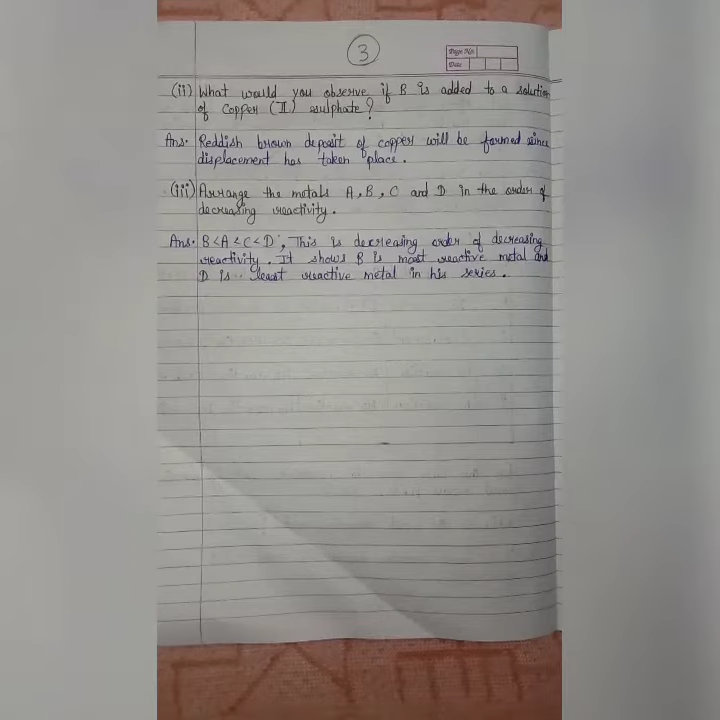 3
Page No.
Date
(ii) What would you observe if B is added to a solution
of Copper (II) sulphate?
Ans. Reddish brown deposit of copper will be formed since
displacement has taken place.
(iii) Arrange the metals A, B, C and D in the order of
decreasing reactivity.
Ans. B<A<C<D, This is decreasing order of decreasing
reactivity. It shows B is most reactive metal and
D is least reactive metal in his series.